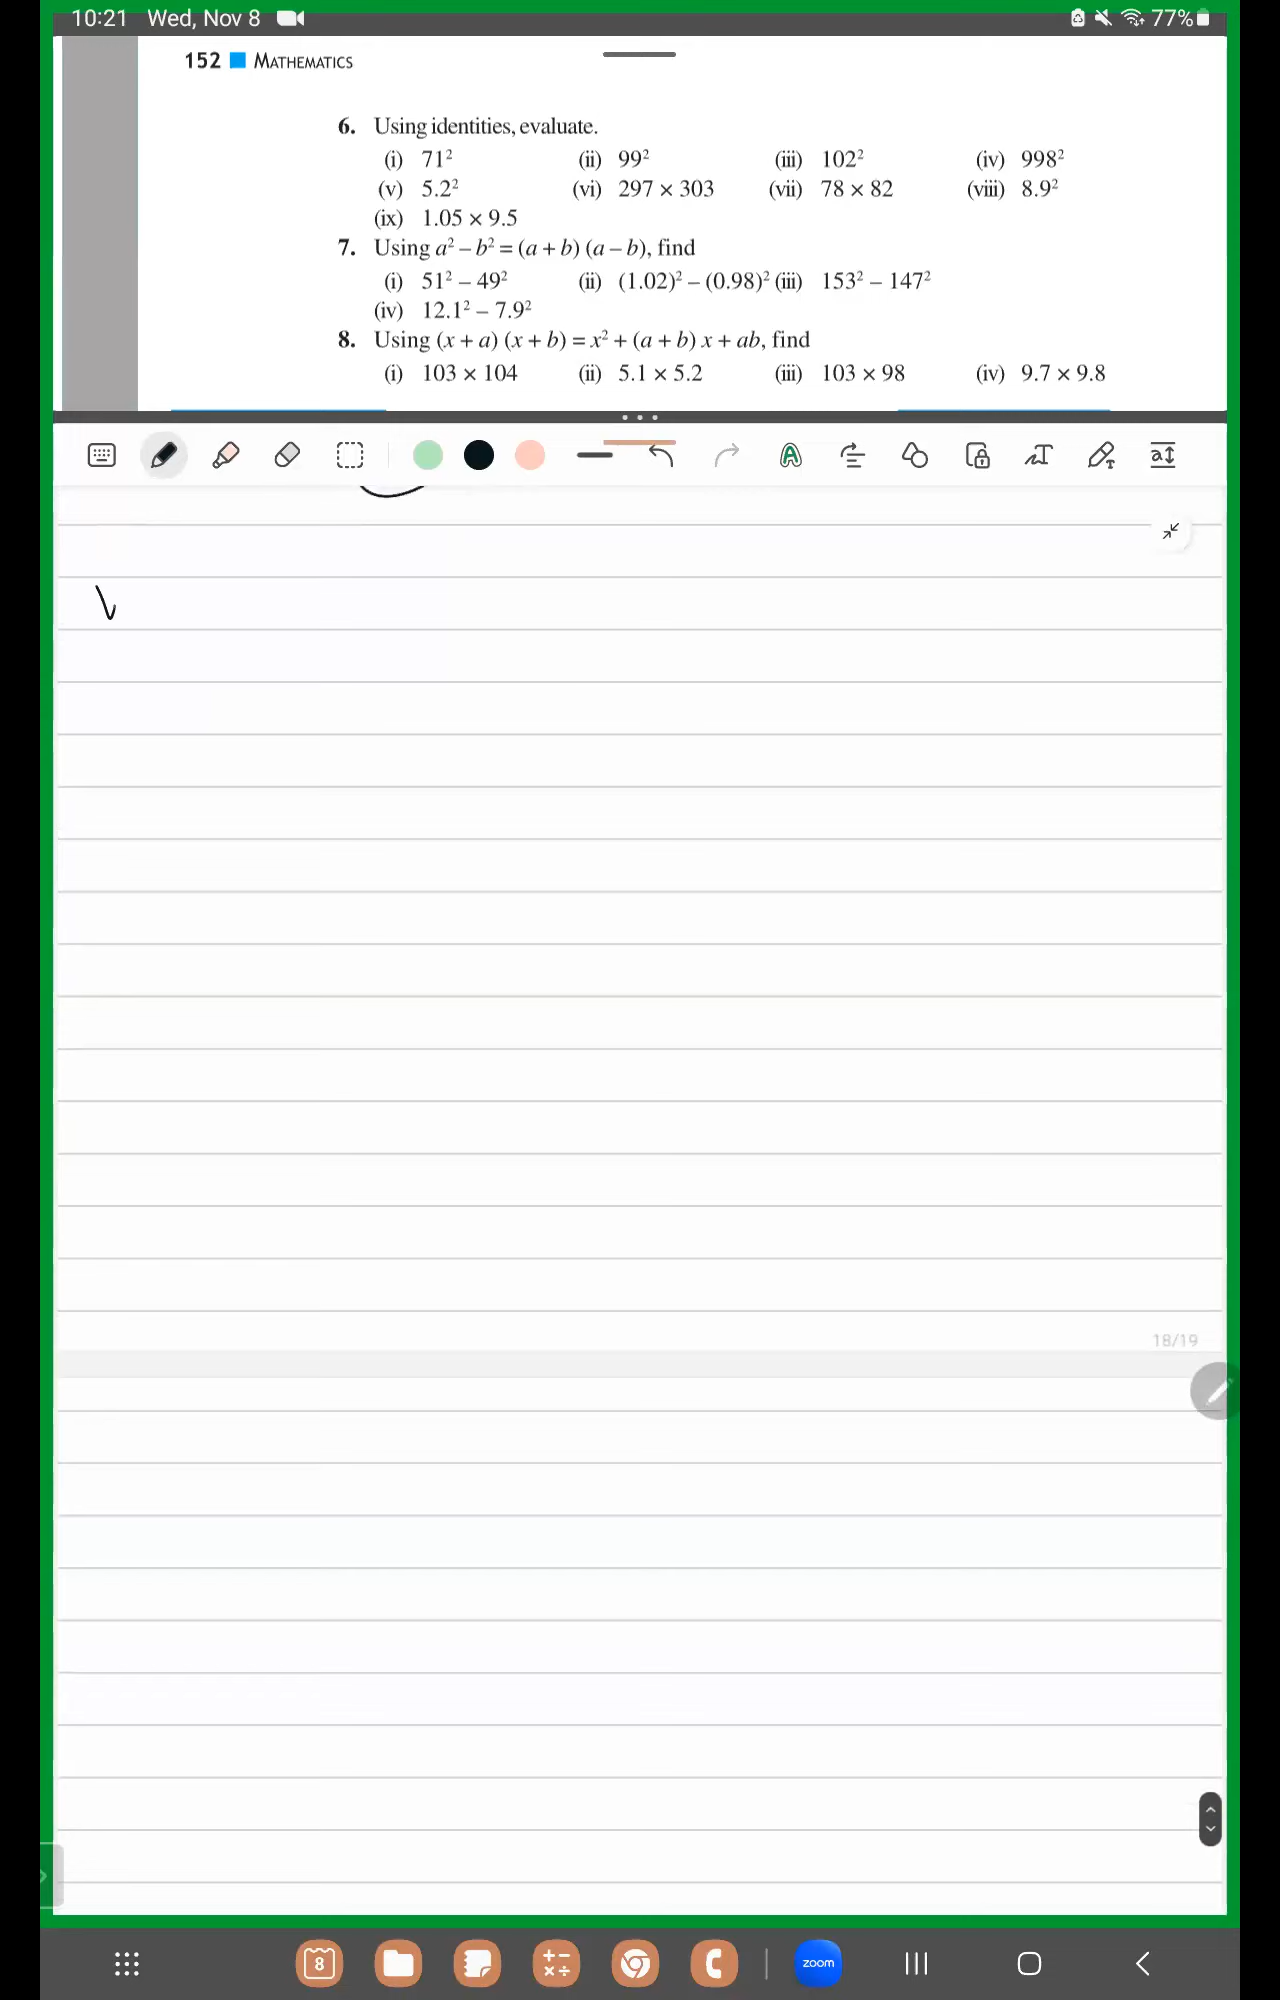 10:21 Wed, Nov 8 77%
152 MATHEMATICS
6. Using identities, evaluate.
(i) 71² (ii) 99² (iii) 102² (iv) 998²
(v) 5.2² (vi) 297 × 303 (vii) 78 × 82 (viii) 8.9²
(ix) 1.05 × 9.5
7. Using a² – b² = (a + b) (a – b), find
(i) 51² – 49² (ii) (1.02)² – (0.98)² (iii) 153² – 147²
(iv) 12.1² – 7.9²
8. Using (x + a) (x + b) = x² + (a + b) x + ab, find
(i) 103 × 104 (ii) 5.1 × 5.2 (iii) 103 × 98 (iv) 9.7 × 9.8
18/19
8 zoom